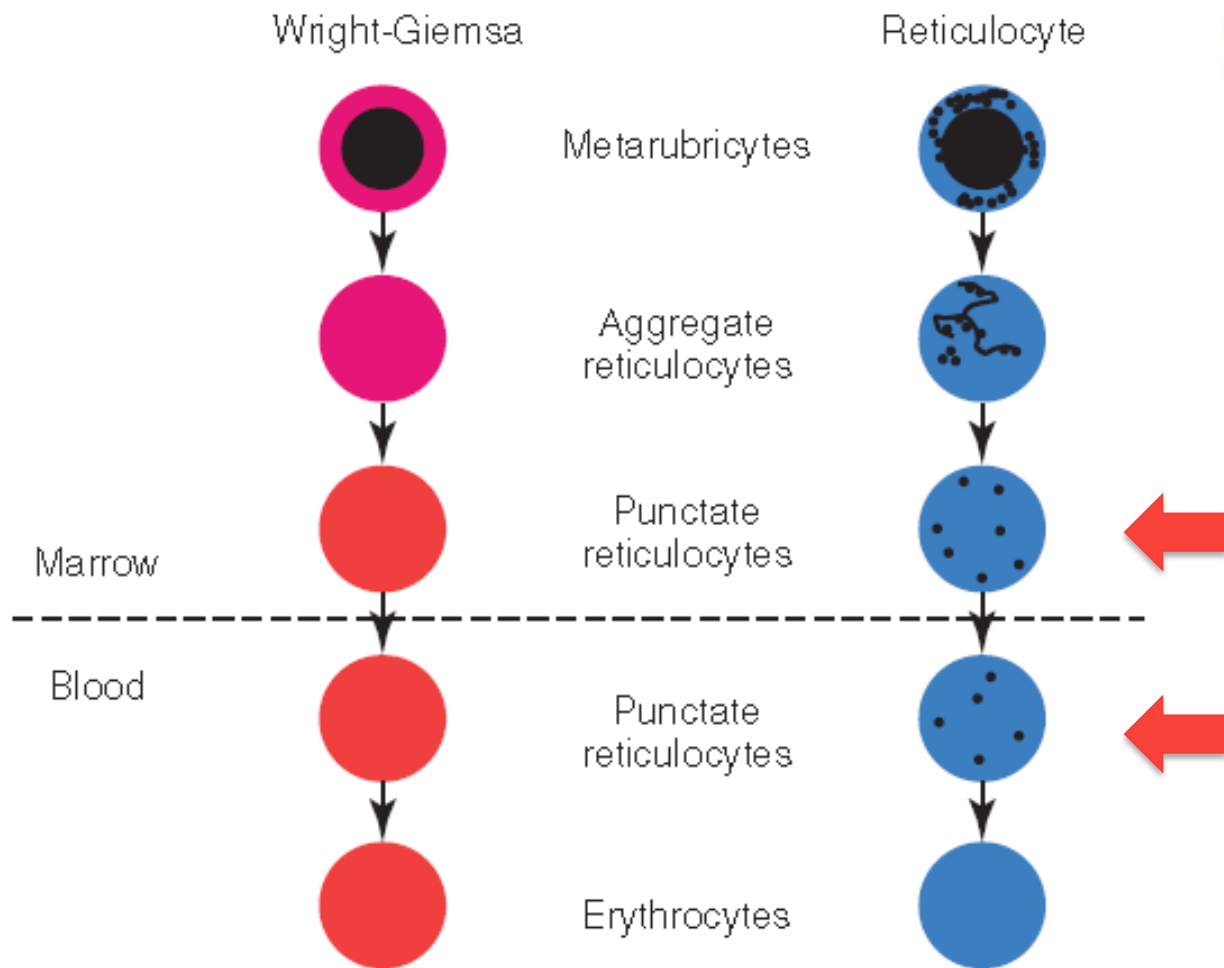 Wright-Giemsa
Reticulocyte
Metarubricytes
Aggregate
reticulocytes
Punctate
reticulocytes
Marrow
Blood
Punctate
reticulocytes
Erythrocytes